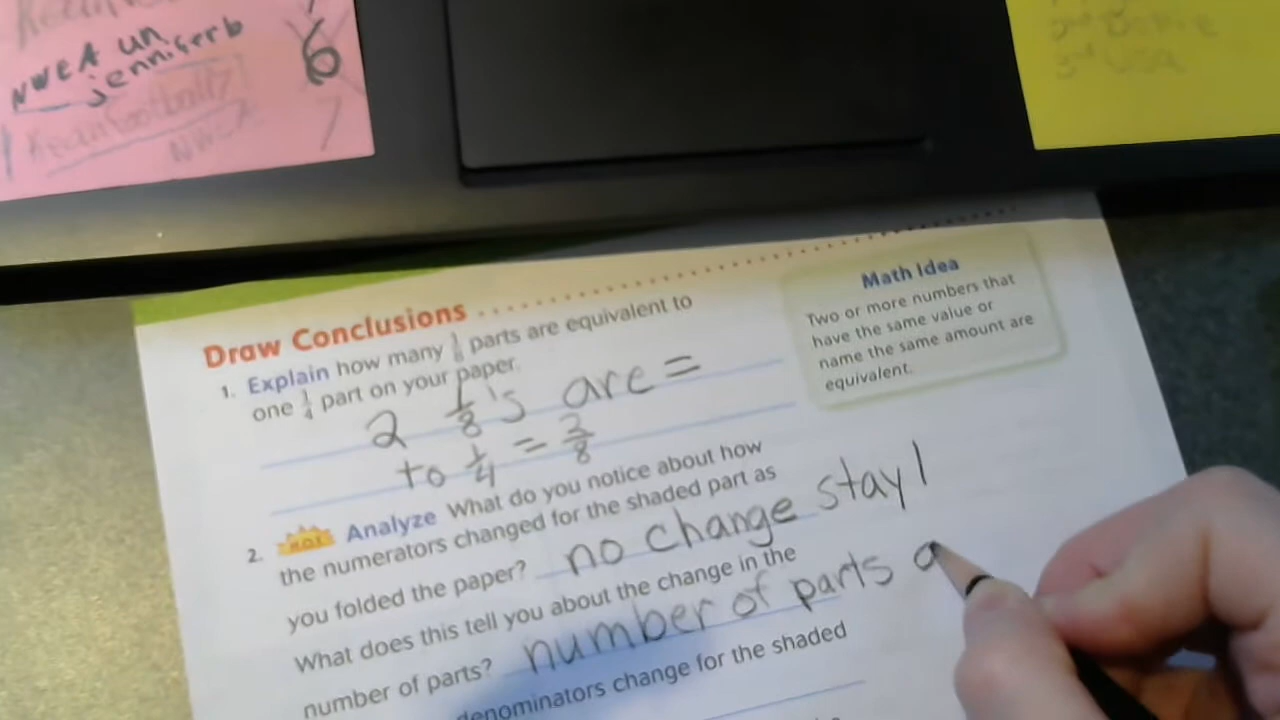 NWEA un
jenniferb
6
7
NWEA
Draw Conclusions
1. Explain how many 1/8 parts are equivalent to
one 1/4 part on your paper.
2 1/8's are =
to 1/4 = 2/8
Math Idea
Two or more numbers that
have the same value or
name the same amount are
equivalent.
2. H.O.T. Analyze What do you notice about how
the numerators changed for the shaded part as
you folded the paper? no change stay 1
What does this tell you about the change in the
number of parts? number of parts a
denominators change for the shaded